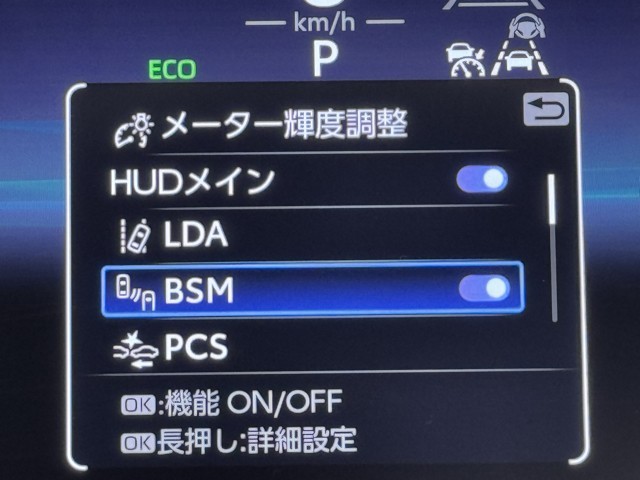 km/h
P
ECO
メーター輝度調整
HUDメイン
LDA
BSM
PCS
OK:機能 ON/OFF
OK長押し:詳細設定